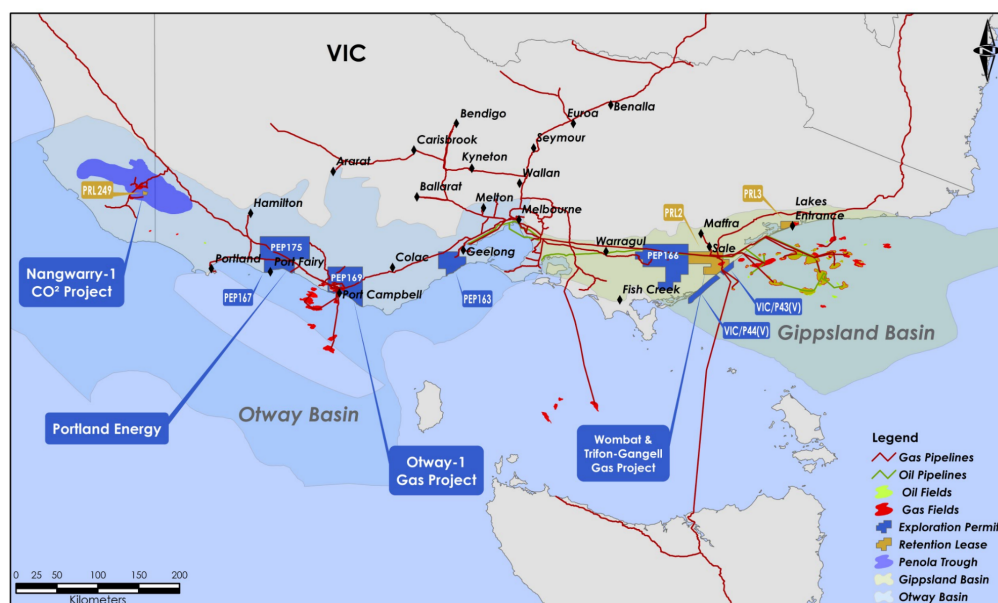 VIC
N
Benalla
Euroa
Bendigo
Seymour
Carisbrook
Kyneton
Ararat
Wallan
Ballarat
Melton
Melbourne
PRL249
Hamilton
PRL3
Lakes
Entrance
PRL2
Maffra
Sale
Nangwarry-1
CO² Project
PEP175
Portland
Port Fairy
PEP167
PEP169
Port Campbell
Colac
Geelong
PEP163
Warragul
PEP166
Fish Creek
VIC/P43(V)
VIC/P44(V)
Gippsland Basin
Otway Basin
Portland Energy
Otway-1
Gas Project
Wombat &
Trifon-Gangell
Gas Project
Legend
Gas Pipelines
Oil Pipelines
Oil Fields
Gas Fields
Exploration Permit
Retention Lease
Penola Trough
Gippsland Basin
Otway Basin
0 25 50 100 150 200
Kilometers